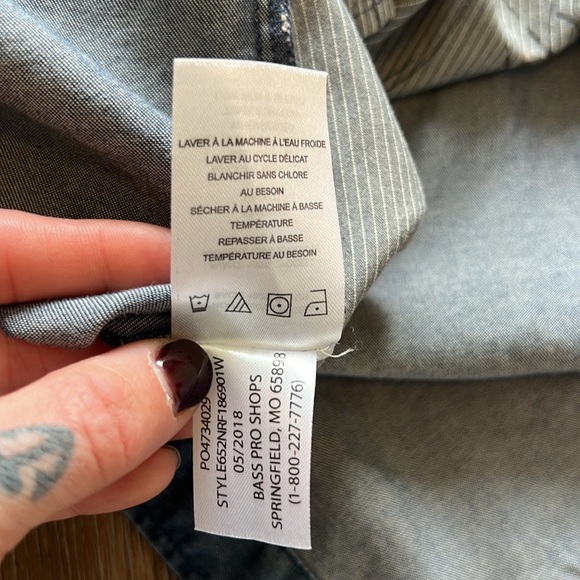 LAVER À LA MACHINE À L'EAU FROIDE
LAVER AU CYCLE DÉLICAT
BLANCHIR SANS CHLORE
AU BESOIN
SÉCHER À LA MACHINE À BASSE
TEMPÉRATURE
REPASSER À BASSE
TEMPÉRATURE AU BESOIN
PO4734029
STYLE652NRF186901W
05/2018
BASS PRO SHOPS
SPRINGFIELD, MO 65898
(1-800-227-7776)